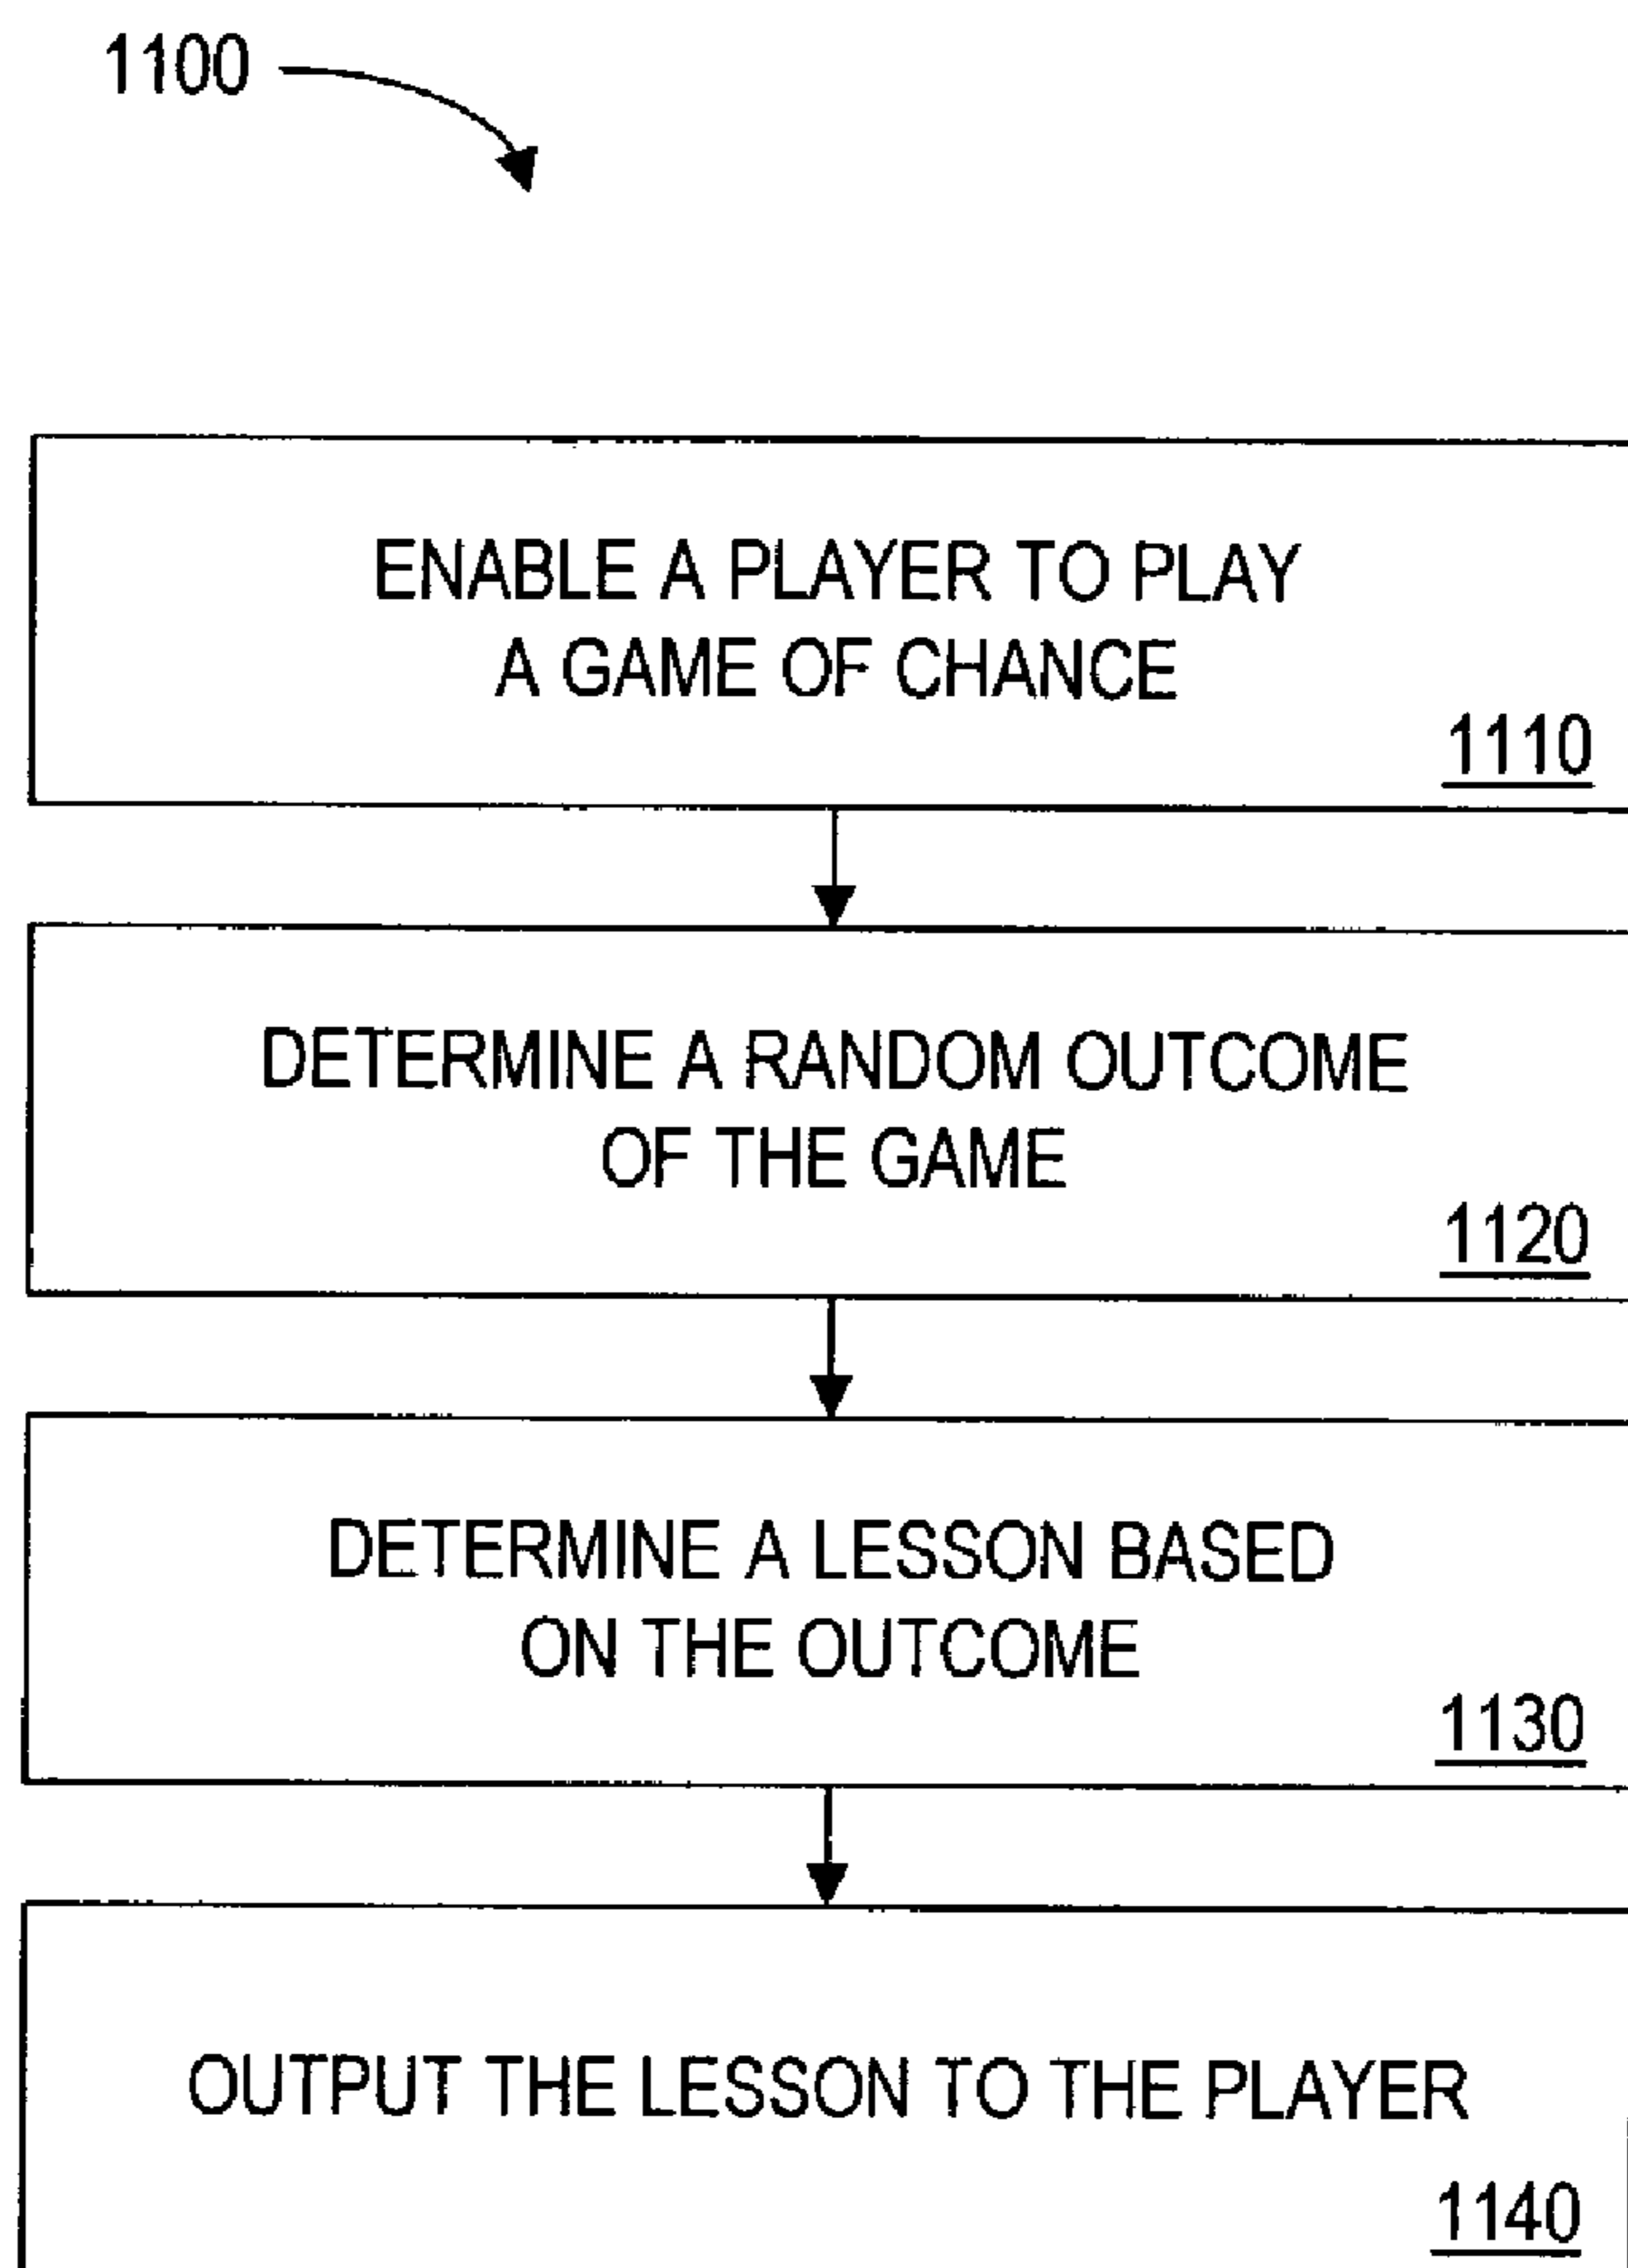 1100
ENABLE A PLAYER TO PLAY
A GAME OF CHANCE
1110
DETERMINE A RANDOM OUTCOME
OF THE GAME
1120
DETERMINE A LESSON BASED
ON THE OUTCOME
1130
OUTPUT THE LESSON TO THE PLAYER
1140